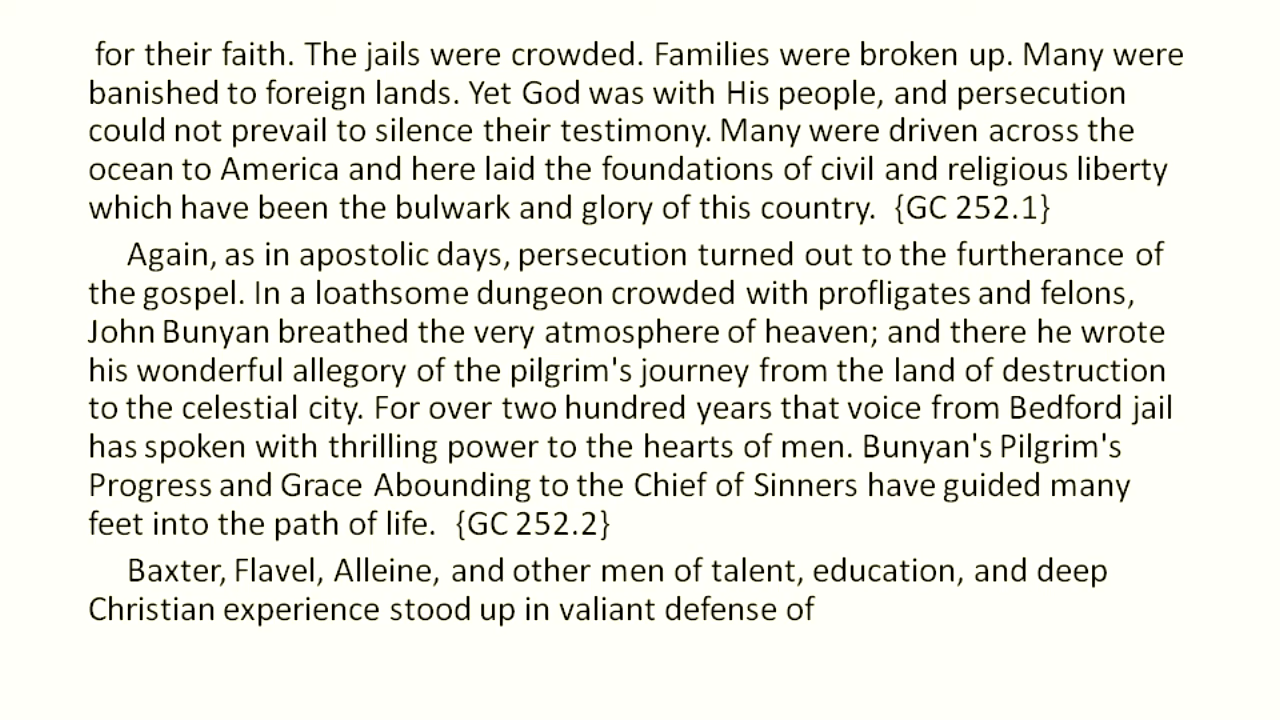 for their faith. The jails were crowded. Families were broken up. Many were
banished to foreign lands. Yet God was with His people, and persecution
could not prevail to silence their testimony. Many were driven across the
ocean to America and here laid the foundations of civil and religious liberty
which have been the bulwark and glory of this country.  {GC 252.1}
Again, as in apostolic days, persecution turned out to the furtherance of
the gospel. In a loathsome dungeon crowded with profligates and felons,
John Bunyan breathed the very atmosphere of heaven; and there he wrote
his wonderful allegory of the pilgrim's journey from the land of destruction
to the celestial city. For over two hundred years that voice from Bedford jail
has spoken with thrilling power to the hearts of men. Bunyan's Pilgrim's
Progress and Grace Abounding to the Chief of Sinners have guided many
feet into the path of life.  {GC 252.2}
Baxter, Flavel, Alleine, and other men of talent, education, and deep
Christian experience stood up in valiant defense of